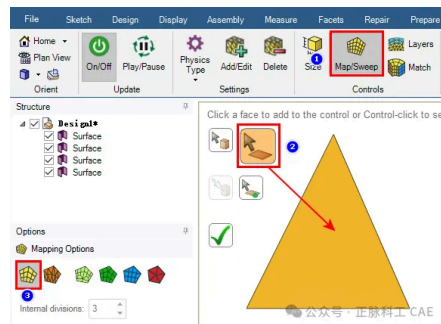 File Sketch Design Display Assembly Measure Facets Repair Prepare
Home
Plan View
On/Off Play/Pause
Physics Type
Add/Edit Delete
Size
Map/Sweep
Layers
Match
Orient Update Settings Controls
1
Structure
Design1*
Surface
Surface
Surface
Surface
Click a face to add to the control or Control-click to se
2
Options
Mapping Options
3
Internal divisions: 3
公众号 · 正脉科工 CAE